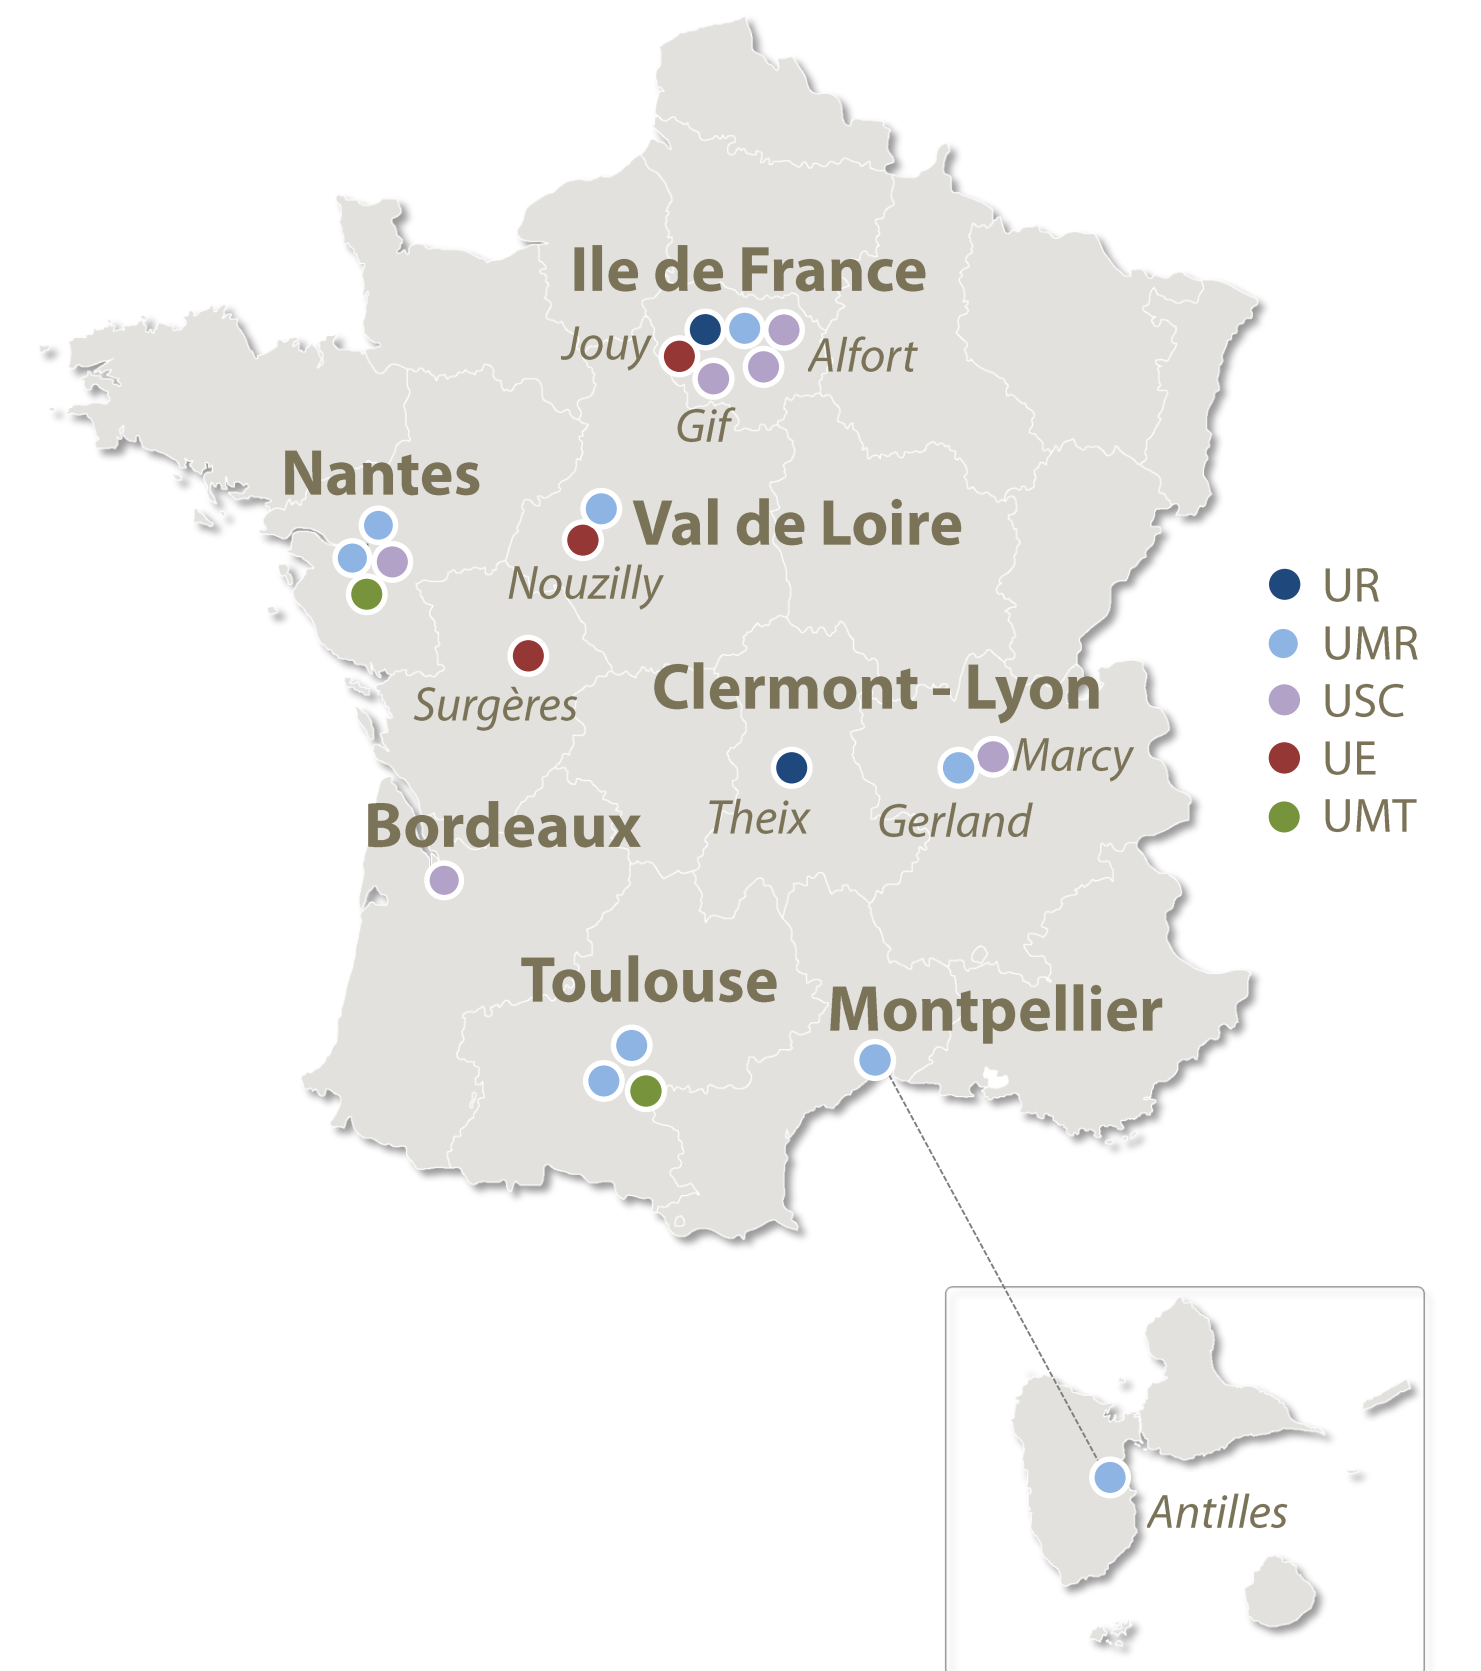 Ile de France
Jouy
Alfort
Gif
Nantes
Val de Loire
Nouzilly
UR
UMR
Surgères
Clermont - Lyon
USC
Marcy
UE
Theix
Gerland
UMT
Bordeaux
Toulouse
Montpellier
Antilles